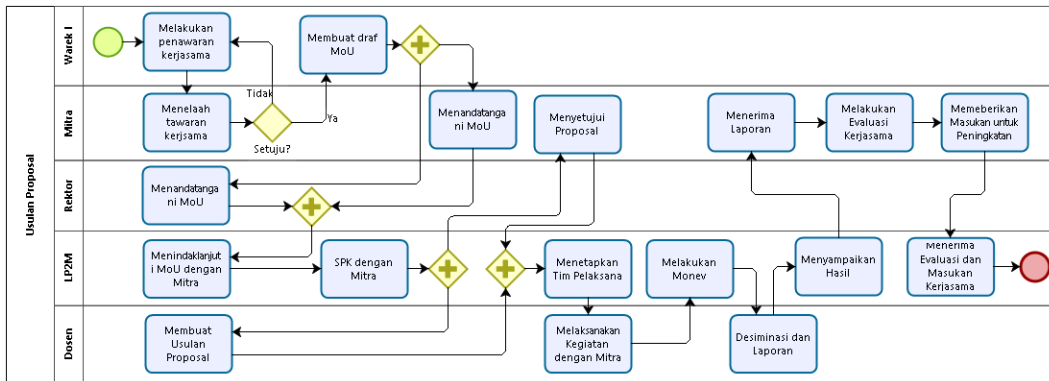 Usulan Proposal
Warek I
Melakukan
penawaran
kerjasama
Membuat draf
MoU
Mitra
Menelaah
tawaran
kerjsama
Tidak
Ya
Setuju?
Menandatanga
ni MoU
Menyetujui
Proposal
Menerima
Laporan
Melakukan
Evaluasi
Kerjasama
Memeberikan
Masukan untuk
Peningkatan
Rektor
Menandatanga
ni MoU
LP2M
Menindaklanjut
i MoU dengan
Mitra
SPK dengan
Mitra
Menetapkan
Tim Pelaksana
Melakukan
Monev
Menyampaikan
Hasil
Menerima
Evaluasi dan
Masukan
Kerjasama
Dosen
Membuat
Usulan
Proposal
Melaksanakan
Kegiatan
dengan Mitra
Desiminasi dan
Laporan